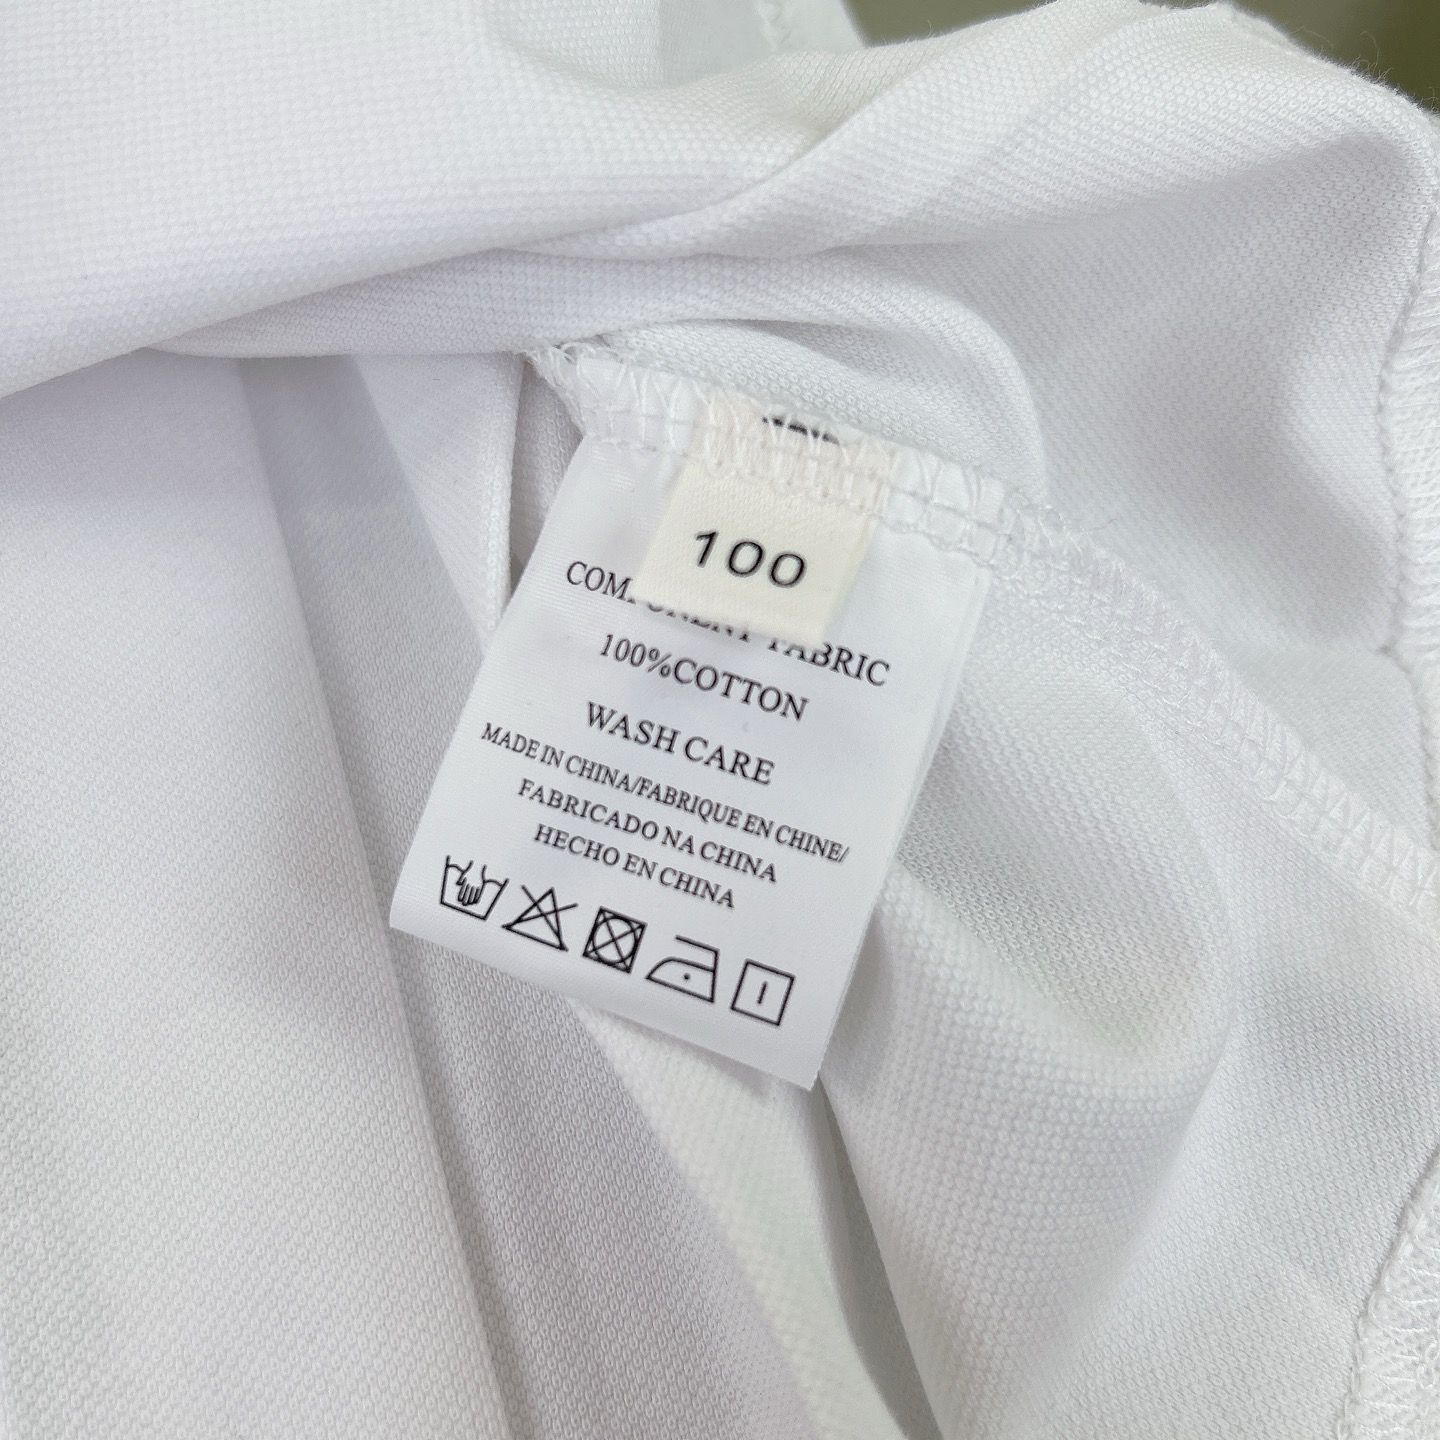 100
COMPONENT FABRIC
100%COTTON
WASH CARE
MADE IN CHINA/FABRIQUE EN CHINE/
FABRICADO NA CHINA
HECHO EN CHINA